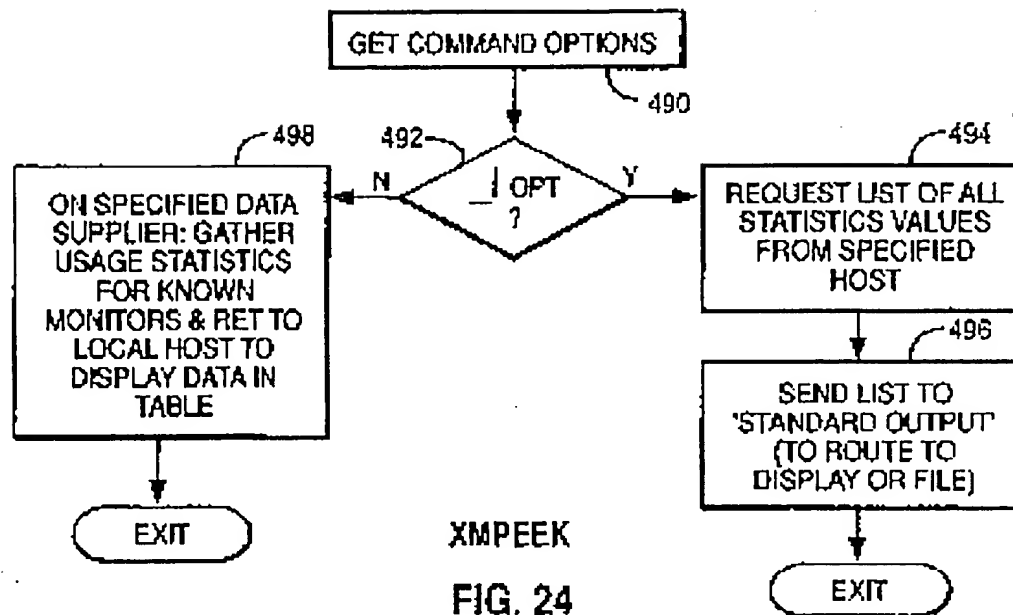 GET COMMAND OPTIONS
490
492
_l OPT
?
N
Y
498
ON SPECIFIED DATA
SUPPLIER: GATHER
USAGE STATISTICS
FOR KNOWN
MONITORS & RET TO
LOCAL HOST TO
DISPLAY DATA IN
TABLE
EXIT
494
REQUEST LIST OF ALL
STATISTICS VALUES
FROM SPECIFIED
HOST
496
SEND LIST TO
'STANDARD OUTPUT'
(TO ROUTE TO
DISPLAY OR FILE)
EXIT
XMPEEK
FIG. 24